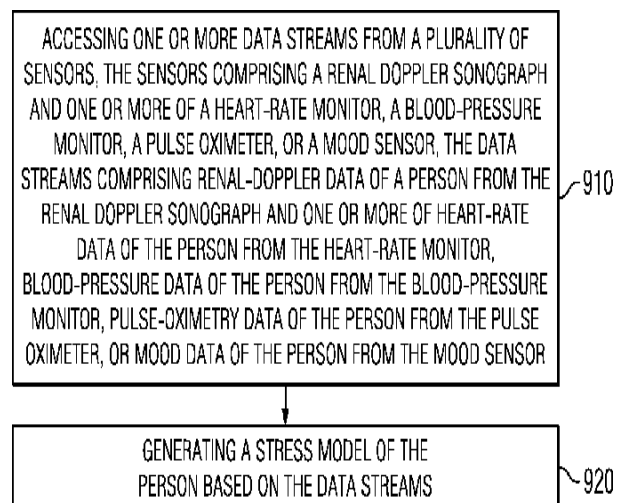 ACCESSING ONE OR MORE DATA STREAMS FROM A PLURALITY OF
SENSORS, THE SENSORS COMPRISING A RENAL DOPPLER SONOGRAPH
AND ONE OR MORE OF A HEART-RATE MONITOR, A BLOOD-PRESSURE
MONITOR, A PULSE OXIMETER, OR A MOOD SENSOR, THE DATA
STREAMS COMPRISING RENAL-DOPPLER DATA OF A PERSON FROM THE
RENAL DOPPLER SONOGRAPH AND ONE OR MORE OF HEART-RATE
DATA OF THE PERSON FROM THE HEART-RATE MONITOR,
BLOOD-PRESSURE DATA OF THE PERSON FROM THE BLOOD-PRESSURE
MONITOR, PULSE-OXIMETRY DATA OF THE PERSON FROM THE PULSE
OXIMETER, OR MOOD DATA OF THE PERSON FROM THE MOOD SENSOR
910
GENERATING A STRESS MODEL OF THE
PERSON BASED ON THE DATA STREAMS
920